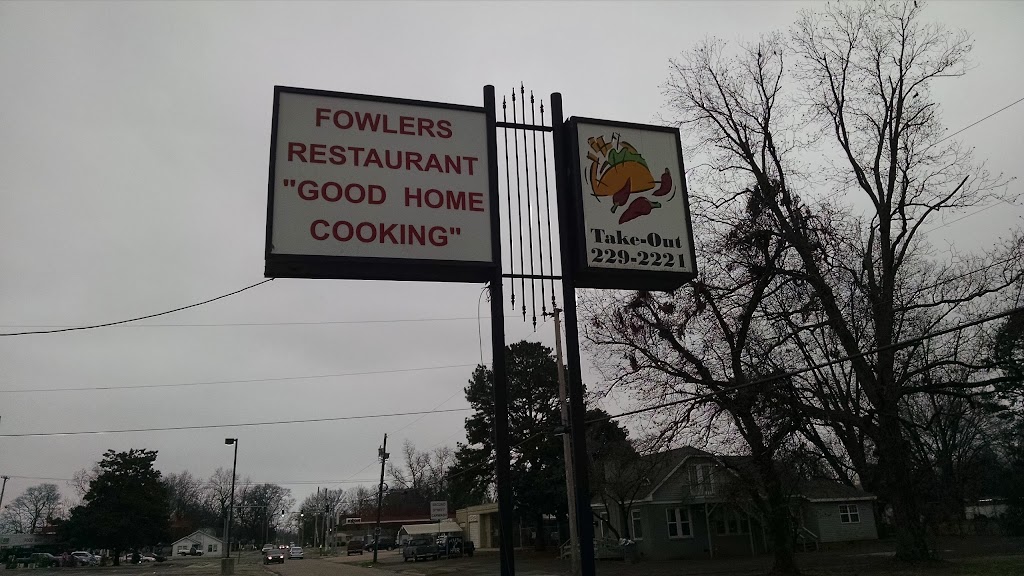 FOWLERS
RESTAURANT
"GOOD HOME
COOKING"
Take-Out
229-2221